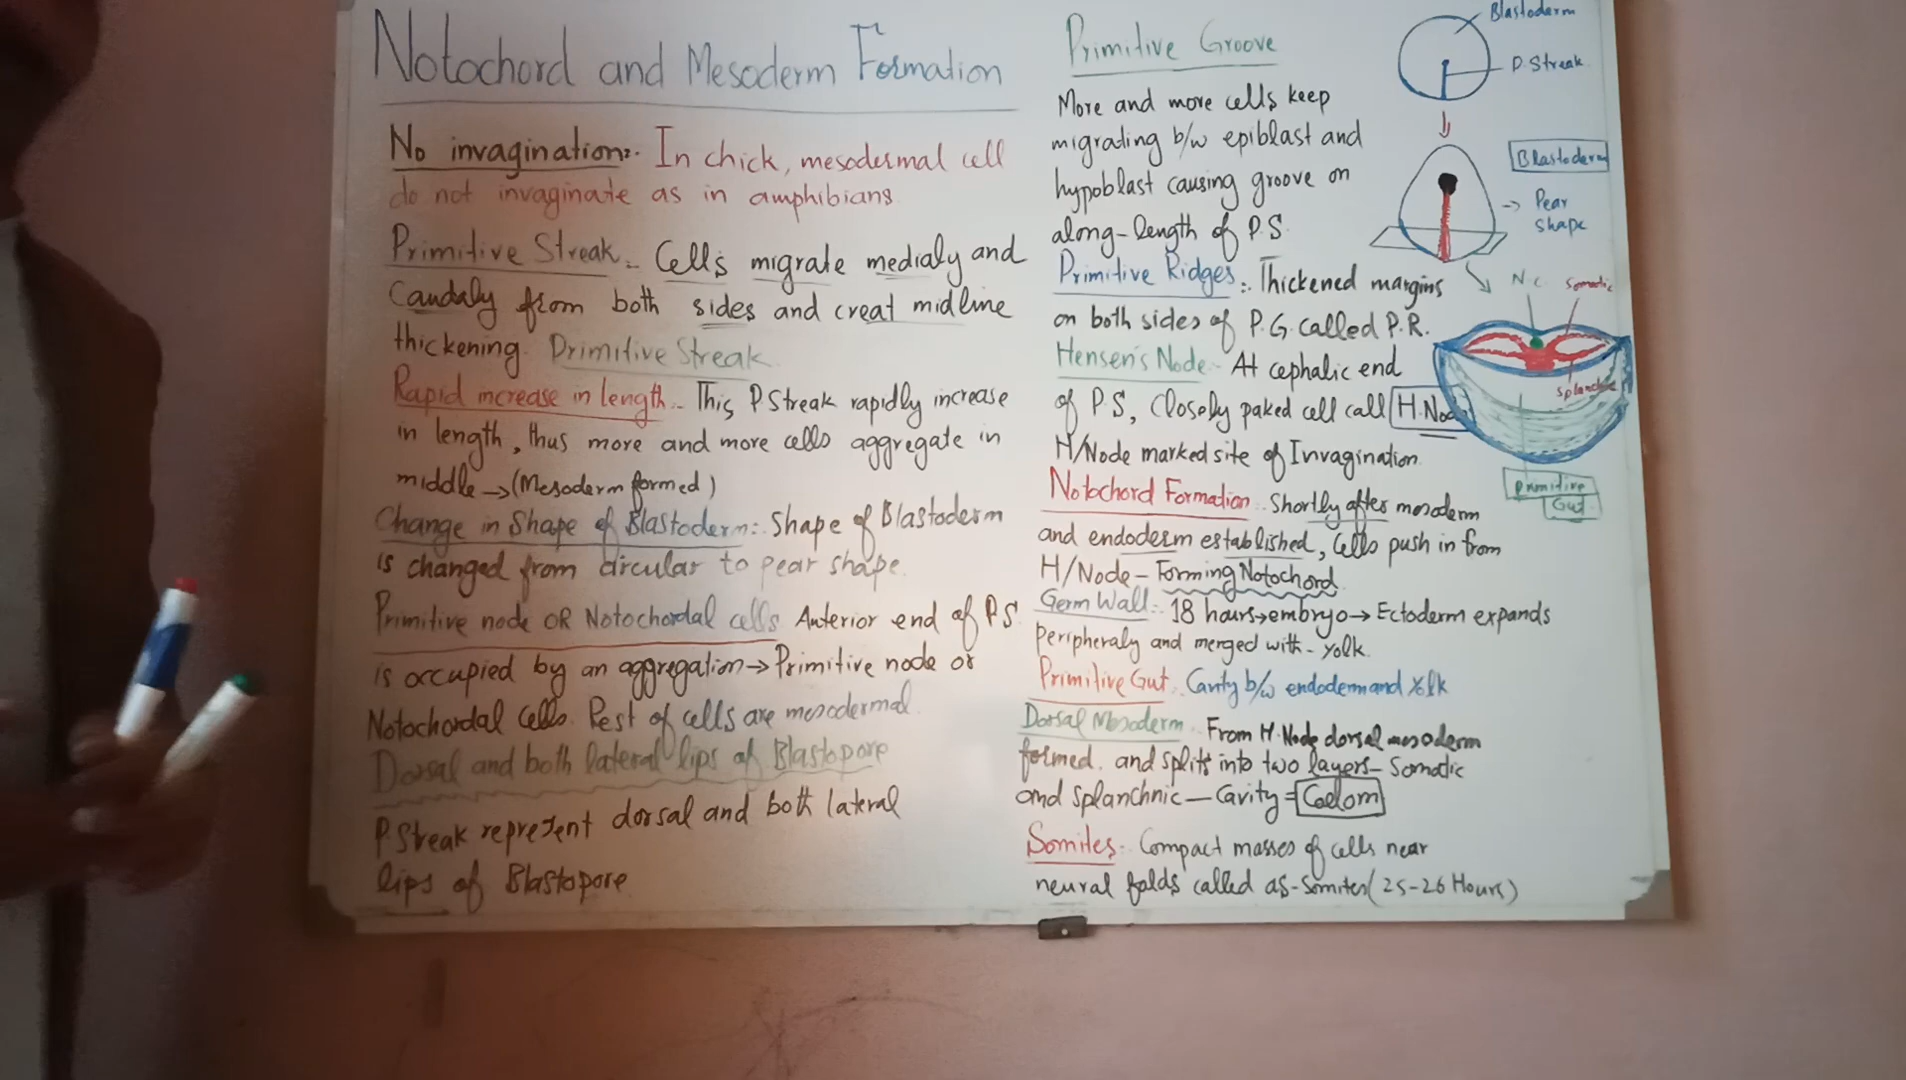 Notochord and Mesoderm Formation
No invagination:- In chick, mesodermal cell
do not invaginate as in amphibians
Primitive Streak:- Cells migrate medialy and
Caudaly from both sides and creat midline
thickening. Primitive Streak.
Rapid increase in length:- This P.Streak rapidly increase
in length, thus more and more cells aggregate in
middle → (Mesoderm formed)
Change in Shape of Blastoderm:- Shape of Blastoderm
is changed from circular to pear shape.
Primitive node OR Notochordal cells Anterior end of P.S
is occupied by an aggregation → Primitive node or
Notochordal Cells. Rest of cells are mesodermal.
Dorsal and both lateral lips of Blastopore
P.Streak represent dorsal and both lateral
lips of Blastopore
Primitive Groove
More and more cells keep
migrating b/w epiblast and
hypoblast causing groove on
along-length of P.S.
Primitive Ridges:- Thickened margins
on both sides of P.G. called P.R.
Hensen's Node:- At cephalic end
of P.S, Closely paked cell call H.Node
H/Node marked site of Invagination.
Notochord Formation:- Shortly after mesoderm
and endoderm established, Cells push in from
H/Node – Forming Notochord.
Germ Wall:- 18 hours → embryo → Ectoderm expands
Peripheraly and merged with - yolk.
Primitive Gut:- Cavity b/w endoderm and Yolk
Dorsal Mesoderm:- From H.Node dorsal mesoderm
formed. and splits into two layers – Somatic
and Splanchnic – Cavity = Coelom
Somites:- Compact masses of cells near
neural folds called as - Somites (25-26 Hours)
Blastoderm
P Streak
Blastoderm
→ Pear
Shape
N.C.
Somatic
Splanchnic
Primitive
Gut